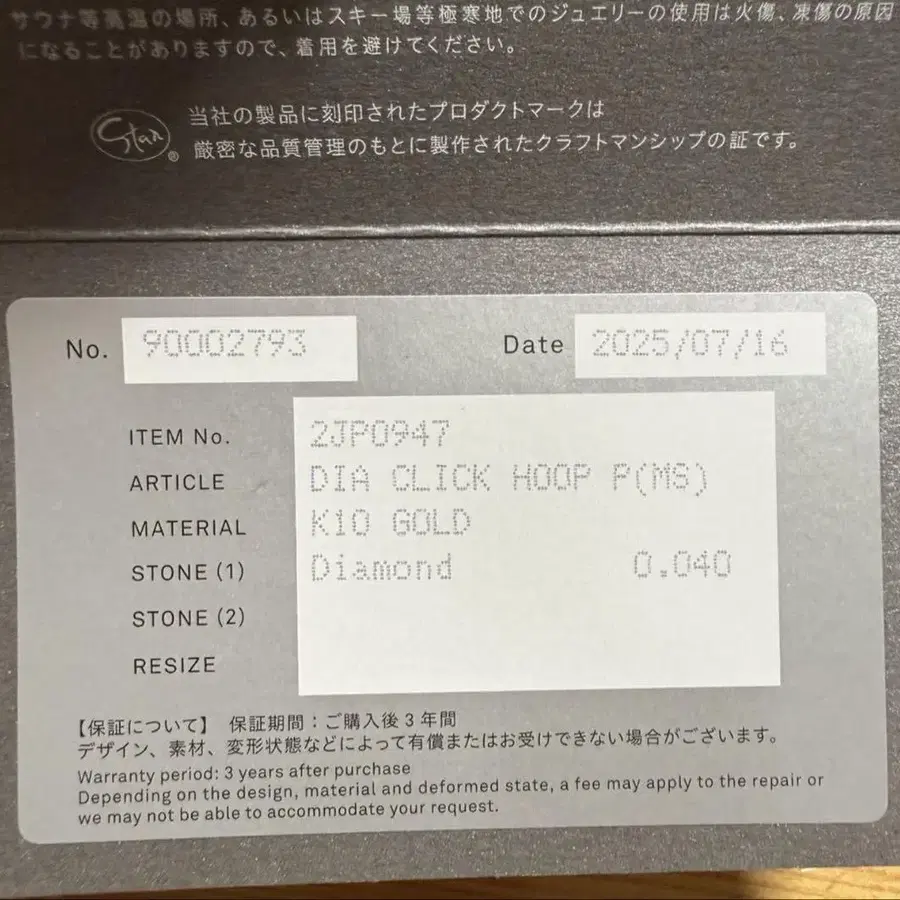 サウナ等高温の場所、あるいはスキー場等極寒地でのジュエリーの使用は火傷、凍傷の原因
になることがありますので、着用を避けてください。
Star ®
当社の製品に刻印されたプロダクトマークは
厳密な品質管理のもとに製作されたクラフトマンシップの証です。
No. 90002793 Date 2025/07/16
ITEM No. 2JP0947
ARTICLE DIA CLICK HOOP P(MS)
MATERIAL K10 GOLD
STONE (1) Diamond 0.040
STONE (2)
RESIZE
【保証について】 保証期間：ご購入後3年間
デザイン、素材、変形状態などによって有償またはお受けできない場合がございます。
Warranty period: 3 years after purchase
Depending on the design, material and deformed state, a fee may apply to the repair or
we may not be able to accommodate your request.